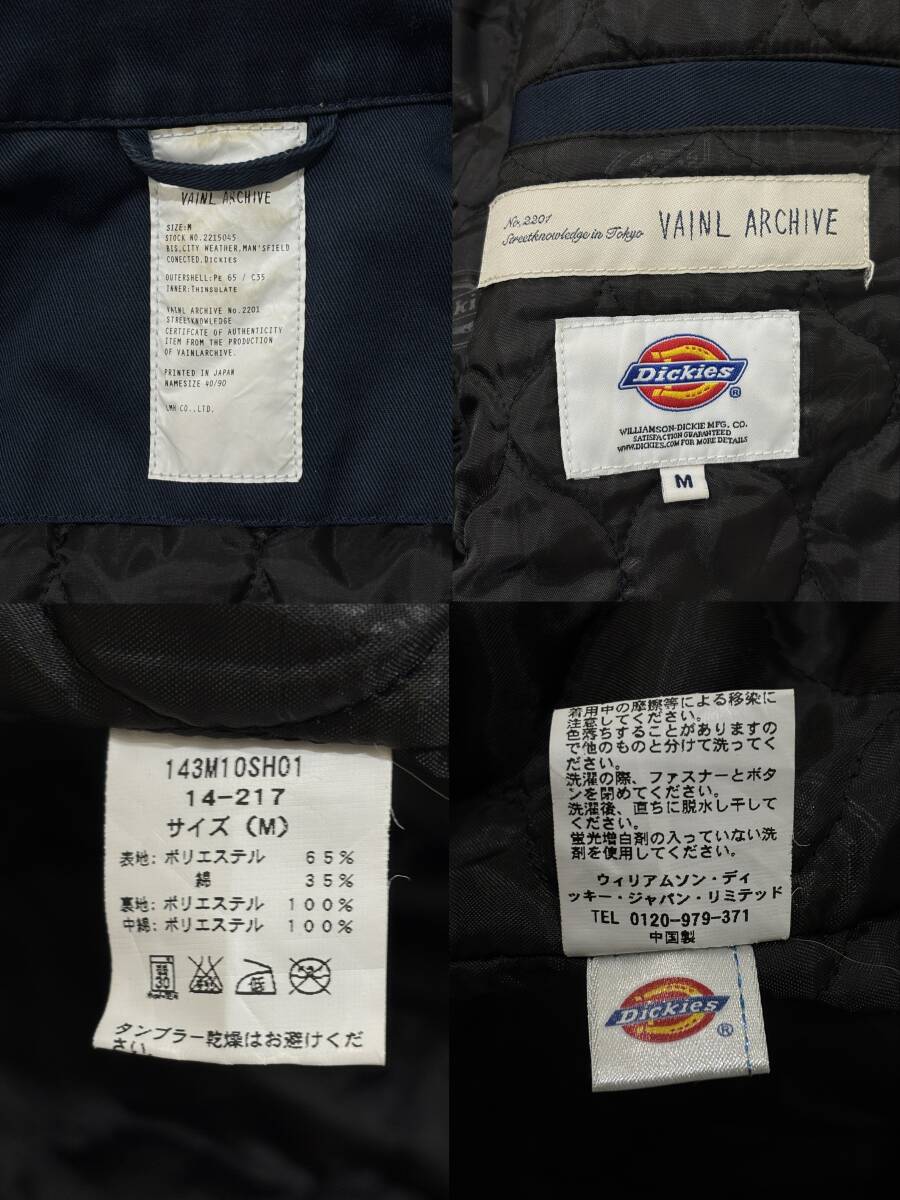 VAINL ARCHIVE
SIZE:M
STOCK NO.2215045
BIS.CITY WEATHER,MAN'SFIELD
CONECTED.DICKIES
OUTERSHELL:PE 65 / C35
INNER:THINSULATE
VAINL ARCHIVE NO.2201
STREETKNOWLEDGE
CERTIFCATE OF AUTHENTICITY
ITEM FROM THE PRODUCTION
OF VAINLARCHIVE.
PRINTED IN JAPAN
NAMESIZE 40/90
LMH CO.,LTD.
No,2201
Streetknowledge in Tokyo
VAINL ARCHIVE
Dickies
®
WILLIAMSON-DICKIE MFG. CO.
SATISFACTION GUARANTEED
WWW.DICKIES.COM FOR MORE DETAILS
M
143M10SH01
14-217
サイズ(M)
表地:ポリエステル 65%
綿 35%
裏地:ポリエステル 100%
中綿:ポリエステル 100%
30
低
タンブラー乾燥はお避けくだ
さい。
着用中の摩擦等による移染に
注意してください。
色落ちすることがありますの
で他のものと分けて洗ってく
ださい。
洗濯の際、ファスナーとボタ
ンを閉めてください。
洗濯後、直ちに脱水し干して
ください。
蛍光増白剤の入っていない洗
剤を使用してください。
ウィリアムソン・ディ
ッキー・ジャパン・リミテッド
TEL 0120-979-371
中国製
Dickies
®